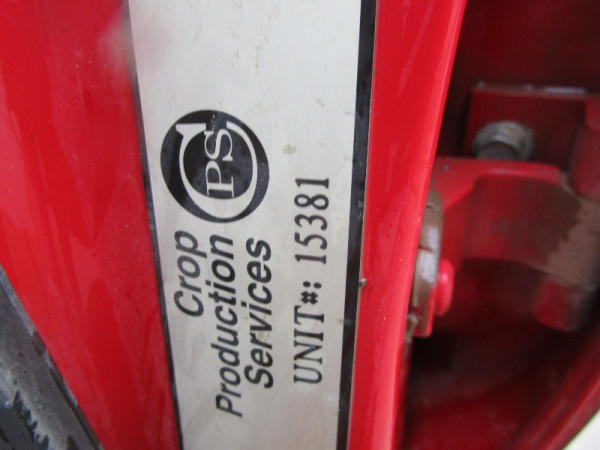 CPS
Crop
Production
Services
UNIT#: 15381